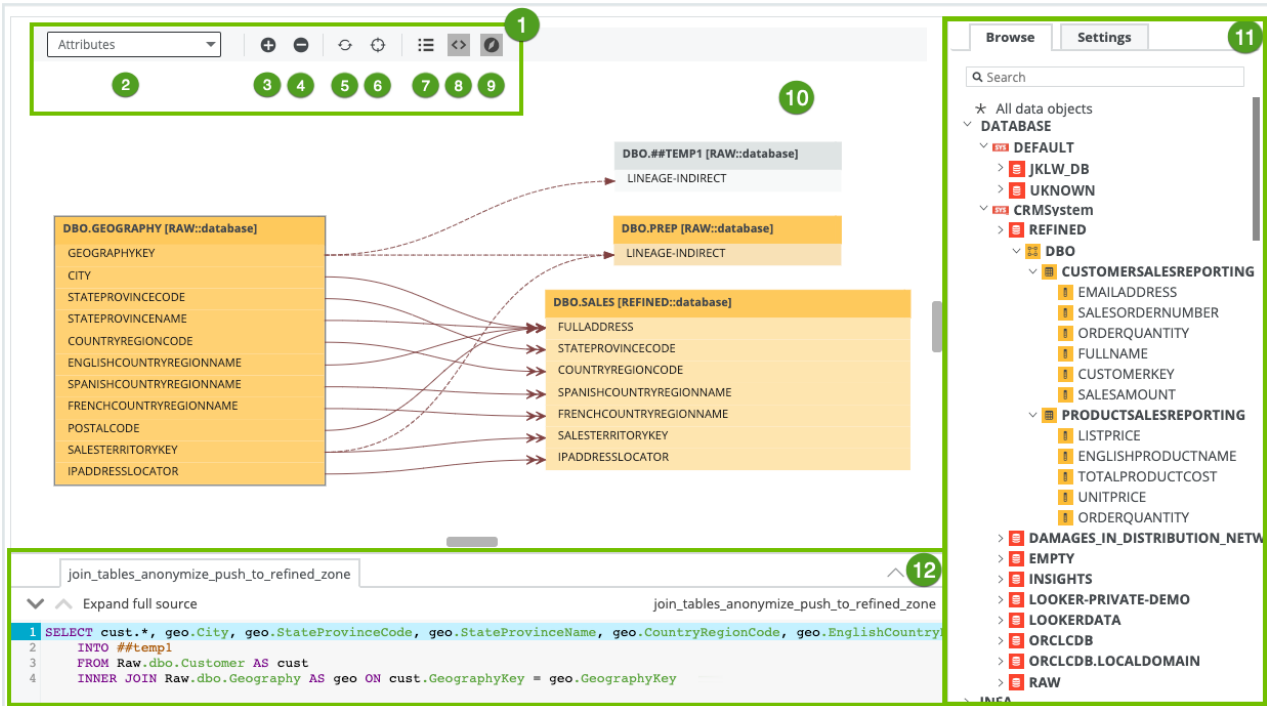 Attributes
1
2
3
4
5
6
7
8
9
10
DBO.##TEMP1 [RAW::database]
LINEAGE-INDIRECT
DBO.GEOGRAPHY [RAW::database]
GEOGRAPHYKEY
CITY
STATEPROVINCECODE
STATEPROVINCENAME
COUNTRYREGIONCODE
ENGLISHCOUNTRYREGIONNAME
SPANISHCOUNTRYREGIONNAME
FRENCHCOUNTRYREGIONNAME
POSTALCODE
SALESTERRITORYKEY
IPADDRESSLOCATOR
DBO.PREP [RAW::database]
LINEAGE-INDIRECT
DBO.SALES [REFINED::database]
FULLADDRESS
STATEPROVINCECODE
COUNTRYREGIONCODE
SPANISHCOUNTRYREGIONNAME
FRENCHCOUNTRYREGIONNAME
SALESTERRITORYKEY
IPADDRESSLOCATOR
Browse
Settings
11
Search
All data objects
DATABASE
SYS DEFAULT
JKLW_DB
UKNOWN
SYS CRMSystem
REFINED
DBO
CUSTOMERSALESREPORTING
EMAILADDRESS
SALESORDERNUMBER
ORDERQUANTITY
FULLNAME
CUSTOMERKEY
SALESAMOUNT
PRODUCTSALESREPORTING
LISTPRICE
ENGLISHPRODUCTNAME
TOTALPRODUCTCOST
UNITPRICE
ORDERQUANTITY
DAMAGES_IN_DISTRIBUTION_NETW
EMPTY
INSIGHTS
LOOKER-PRIVATE-DEMO
LOOKERDATA
ORCLCDB
ORCLCDB.LOCALDOMAIN
RAW
INFA
join_tables_anonymize_push_to_refined_zone
12
Expand full source
join_tables_anonymize_push_to_refined_zone
1 SELECT cust.*, geo.City, geo.StateProvinceCode, geo.StateProvinceName, geo.CountryRegionCode, geo.EnglishCountry
2 INTO ##temp1
3 FROM Raw.dbo.Customer AS cust
4 INNER JOIN Raw.dbo.Geography AS geo ON cust.GeographyKey = geo.GeographyKey